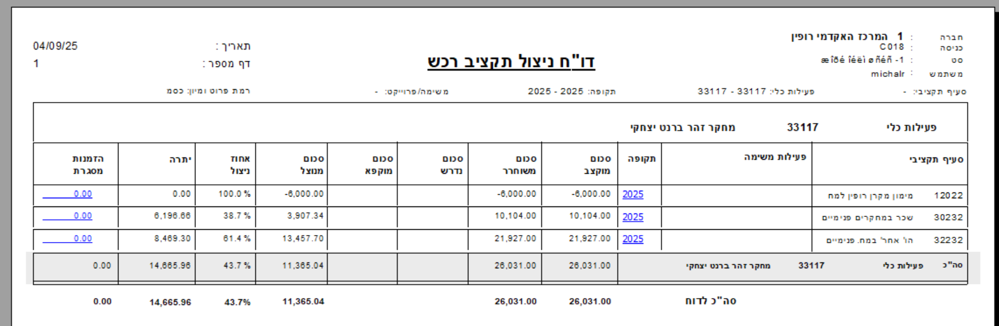 חברה : 1 המרכז האקדמי רופין
כניסה : C018
סט : æîðé îéëì øñéñ -1
משתמש : michalr
תאריך : 04/09/25
דף מספר : 1
דו"ח ניצול תקציב רכש
סעיף תקציבי: - פעילות כלי: 33117 - 33117 תקופה: 2025 - 2025 משימה/פרוייקט: - רמת פרוט ומיון: כסמ
פעילות כלי 33117 מחקר זהר ברנט יצחקי
סעיף תקציבי פעילות משימה תקופה סכום מוקצב סכום משוחרר סכום נדרש סכום מוקפא סכום מנוצל אחוז ניצול יתרה הזמנות מסגרת
12022 מימון מקרן רופין למח 2025 -6,000.00 -6,000.00 -6,000.00 100.0 % 0.00 0.00
30232 שכר במחקרים פנימיים 2025 10,104.00 10,104.00 3,907.34 38.7 % 6,196.66 0.00
32232 הו' אחר' במח. פנימיים 2025 21,927.00 21,927.00 13,457.70 61.4 % 8,469.30 0.00
סה"כ פעילות כלי 33117 מחקר זהר ברנט יצחקי 26,031.00 26,031.00 11,365.04 43.7 % 14,665.96 0.00
סה"כ לדוח 26,031.00 26,031.00 11,365.04 43.7% 14,665.96 0.00